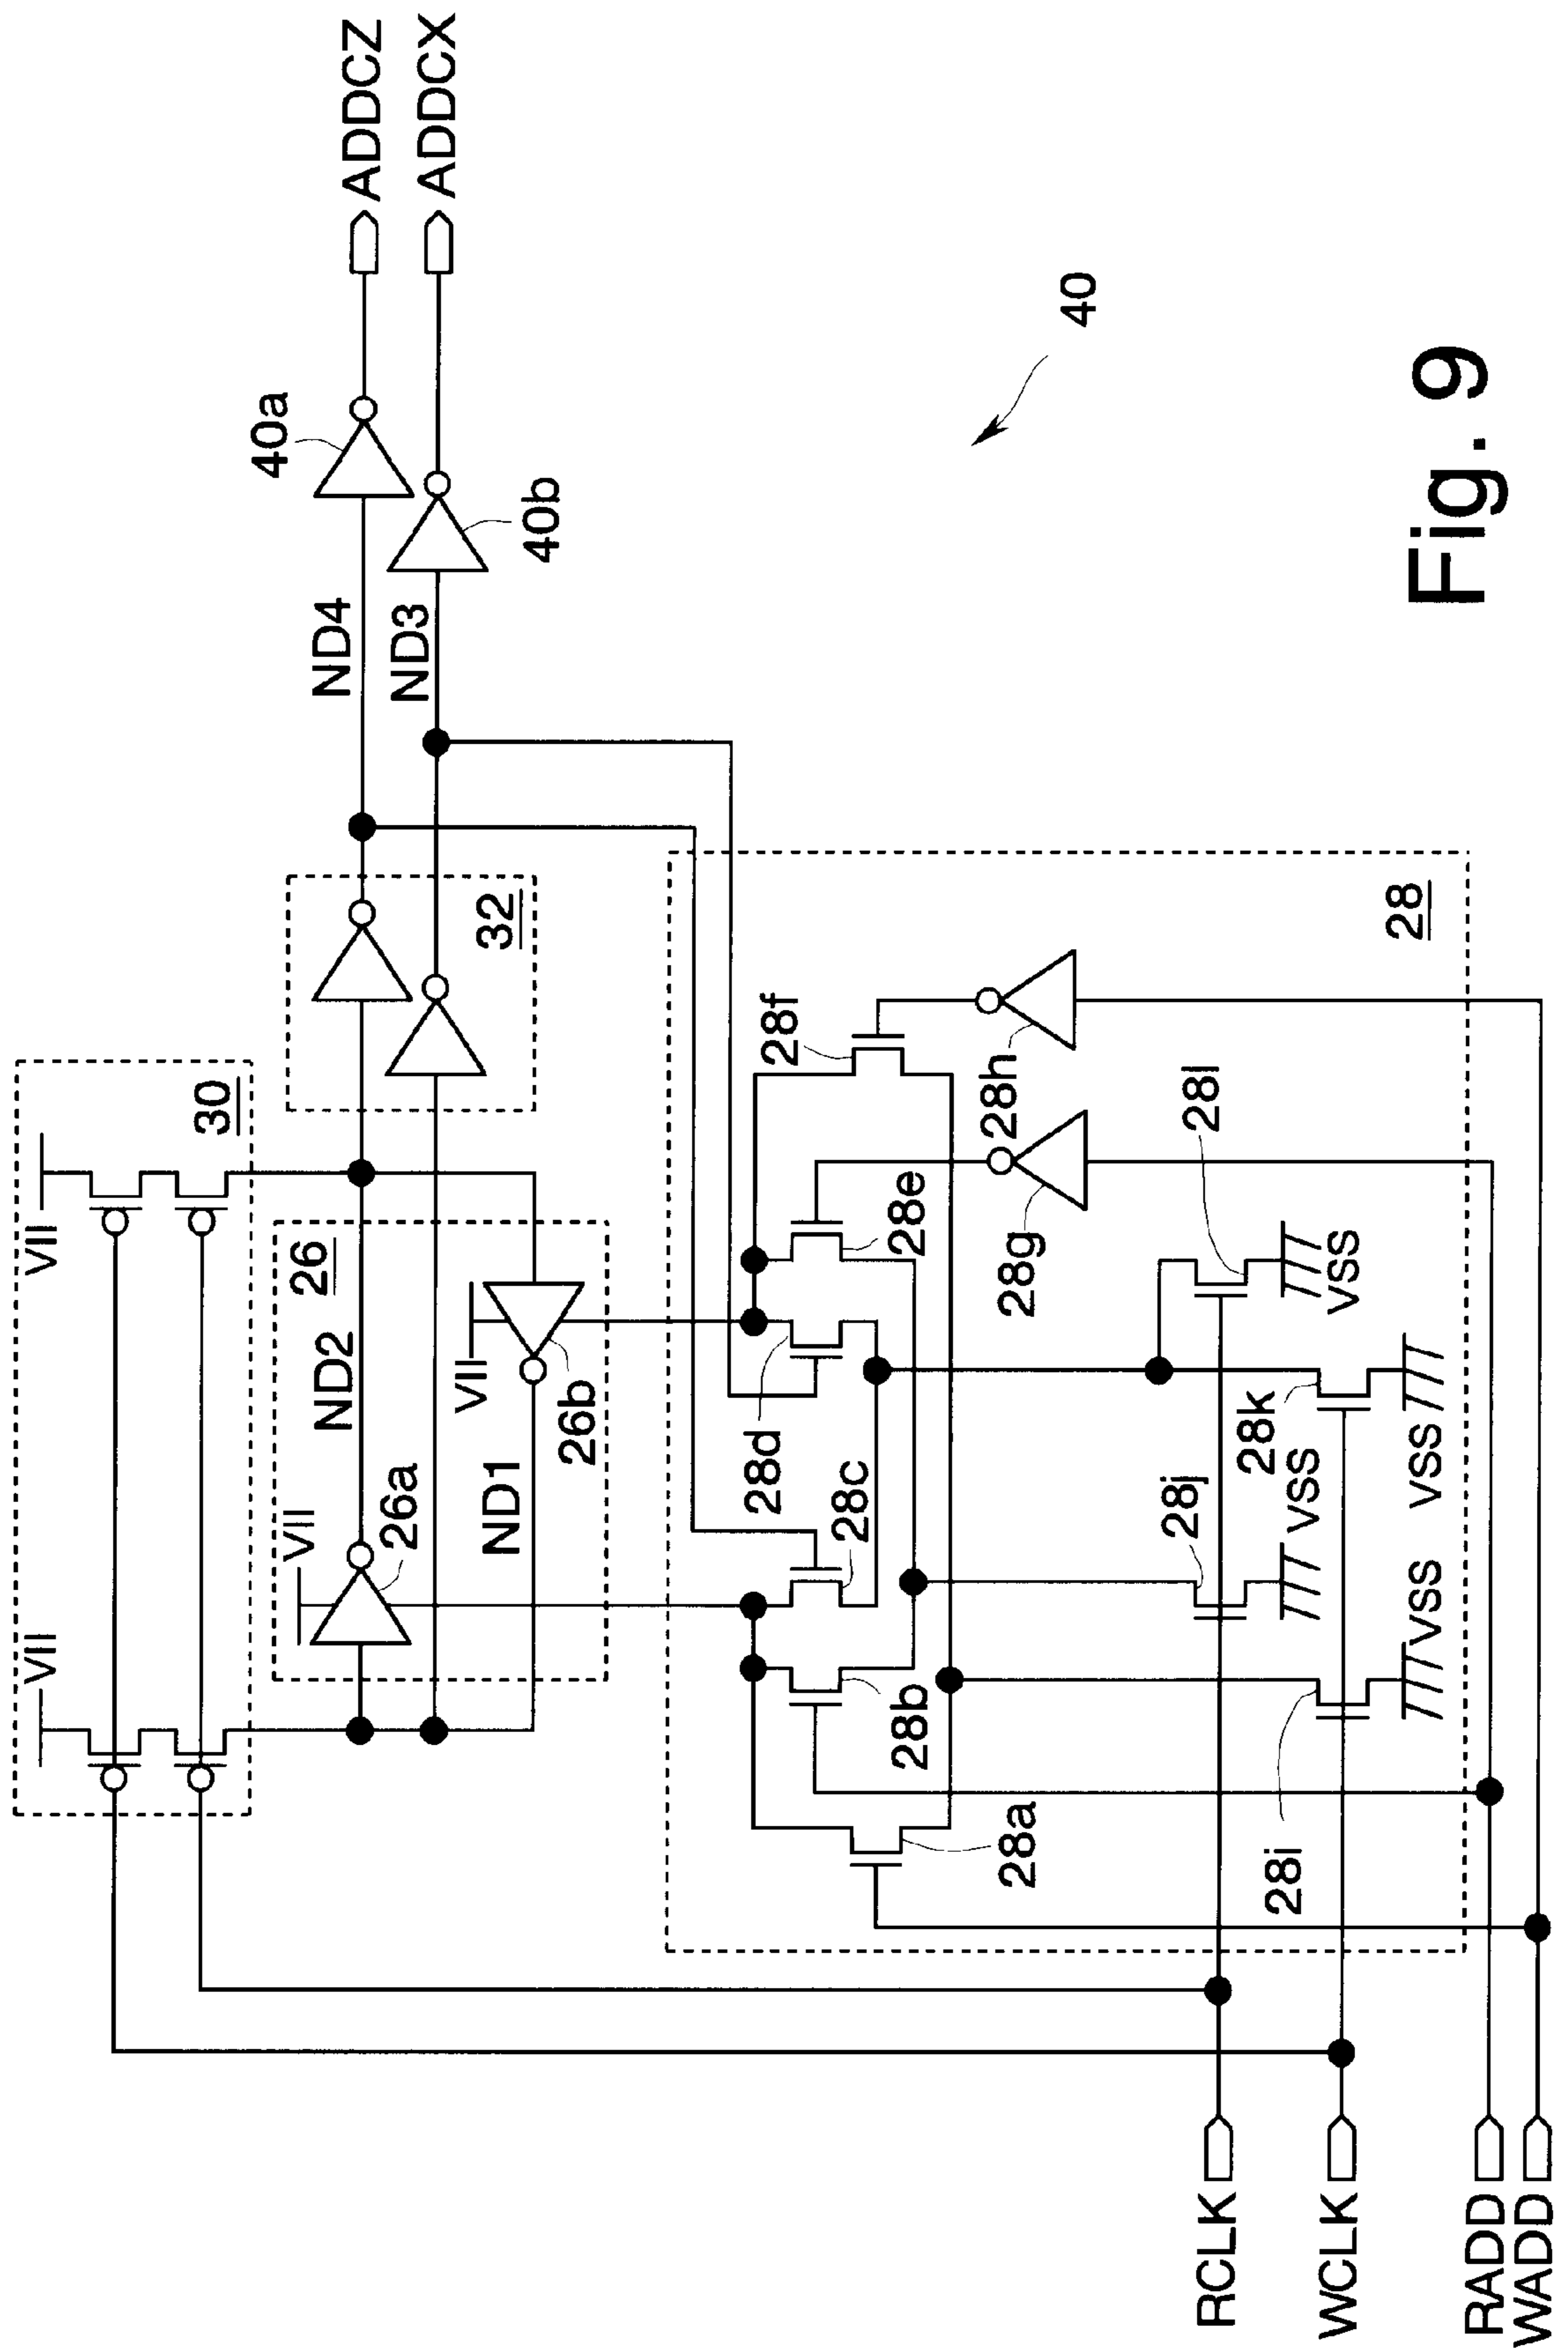 VII
VII
30
ADDCZ
ADDCX
40a
40b
ND4
ND3
32
26
ND2
VII
26a
VII
26b
ND1
40
28
28f
28h
28e
28g
28d
28c
28b
28a
28l
VSS
28k
VSS
28j
VSS
28i
VSS
RCLK
WCLK
RADD
WADD
Fig. 9